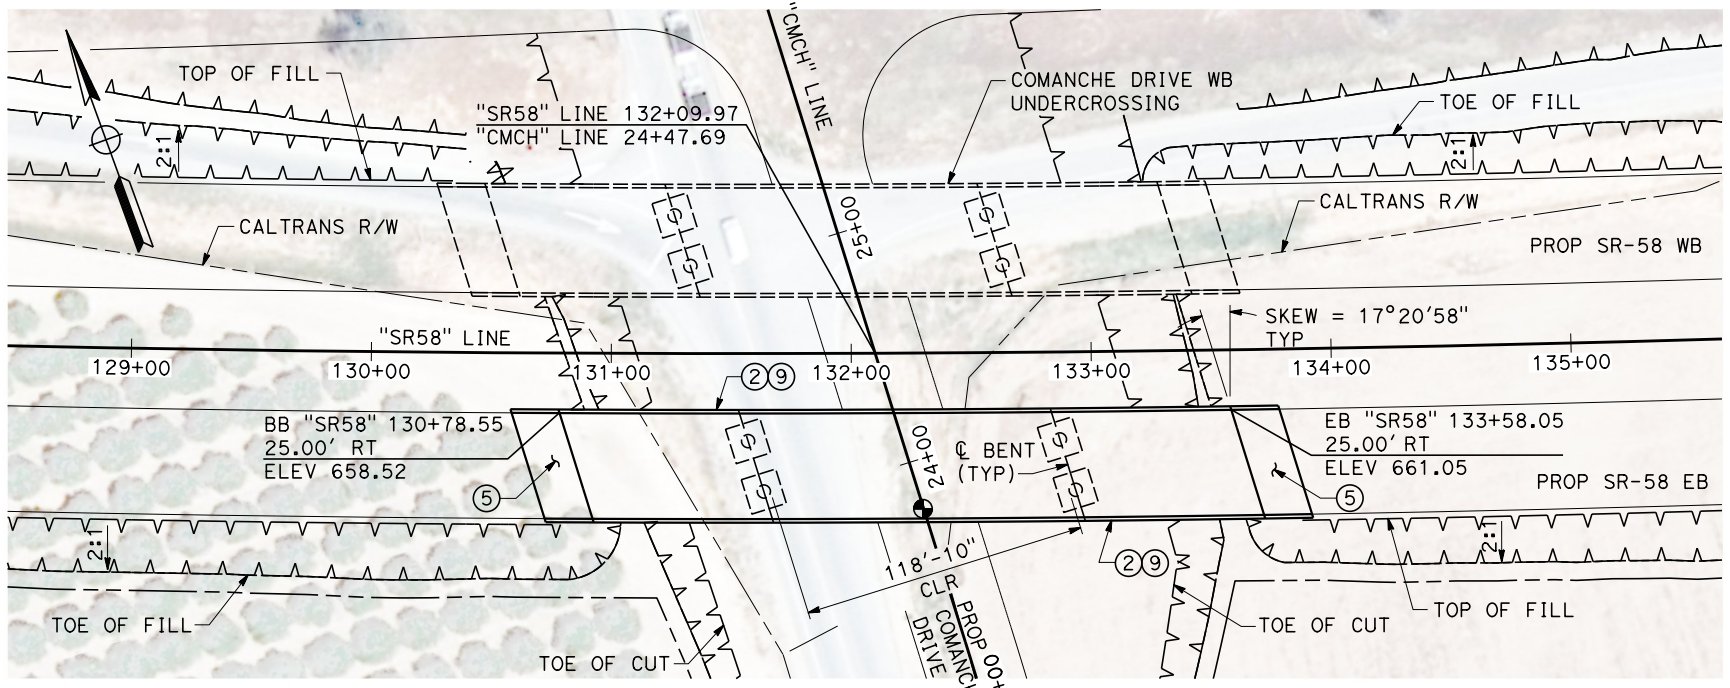 "CMCH" LINE
TOP OF FILL
COMANCHE DRIVE WB
UNDERCROSSING
"SR58" LINE 132+09.97
"CMCH" LINE 24+47.69
TOE OF FILL
2:1
2:1
CALTRANS R/W
CALTRANS R/W
25+00
PROP SR-58 WB
"SR58" LINE
SKEW = 17°20'58"
TYP
129+00
130+00
131+00
132+00
133+00
134+00
135+00
2 9
BB "SR58" 130+78.55
25.00' RT
ELEV 658.52
24+00
℄ BENT
(TYP)
EB "SR58" 133+58.05
25.00' RT
ELEV 661.05
PROP SR-58 EB
5
5
2:1
2:1
118'-10"
CLR
2 9
TOE OF FILL
TOE OF CUT
PROP
COMANCH
DRIVE
00+
TOE OF CUT
TOP OF FILL